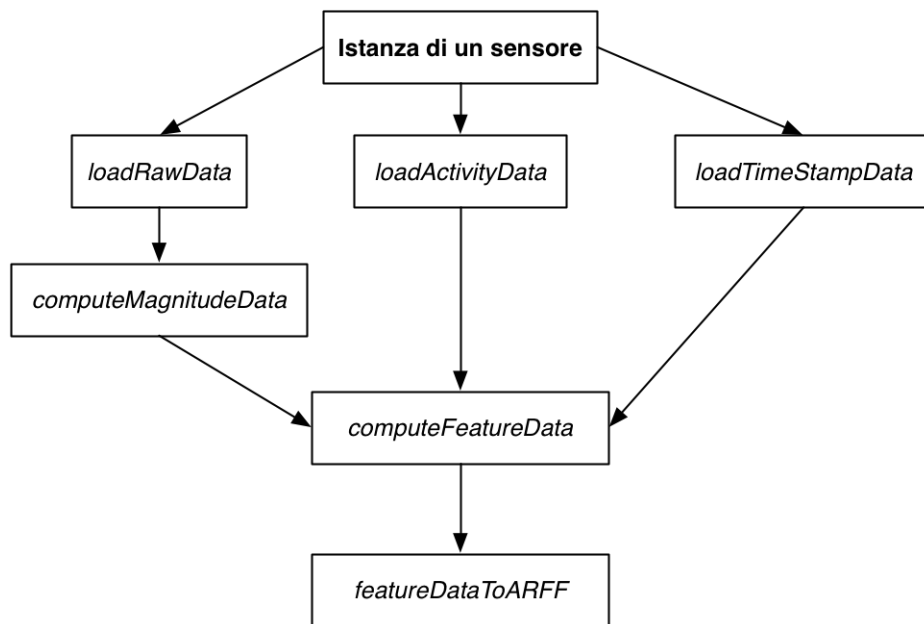 Istanza di un sensore
loadRawData
loadActivityData
loadTimeStampData
computeMagnitudeData
computeFeatureData
featureDataToARFF